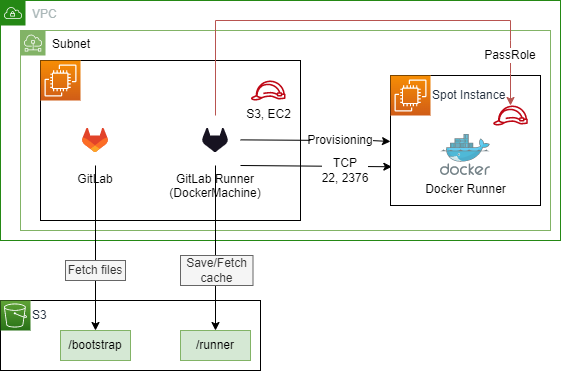 VPC
Subnet
PassRole
S3, EC2
Spot Instance
Provisioning
TCP
22, 2376
docker
GitLab
GitLab Runner
(DockerMachine)
Docker Runner
Fetch files
Save/Fetch
cache
S3
/bootstrap
/runner